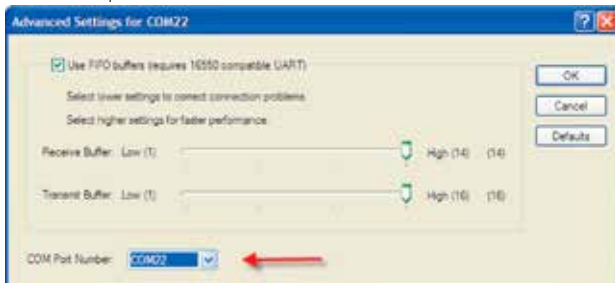 Advanced Settings for COM22
Use FIFO buffers (requires 16550 compatible UART)
OK
Select lower settings to correct connection problems.
Cancel
Select higher settings for faster performance.
Defaults
Receive Buffer: Low (1) High (14) (14)
Transmit Buffer: Low (1) High (16) (16)
COM Port Number: COM22